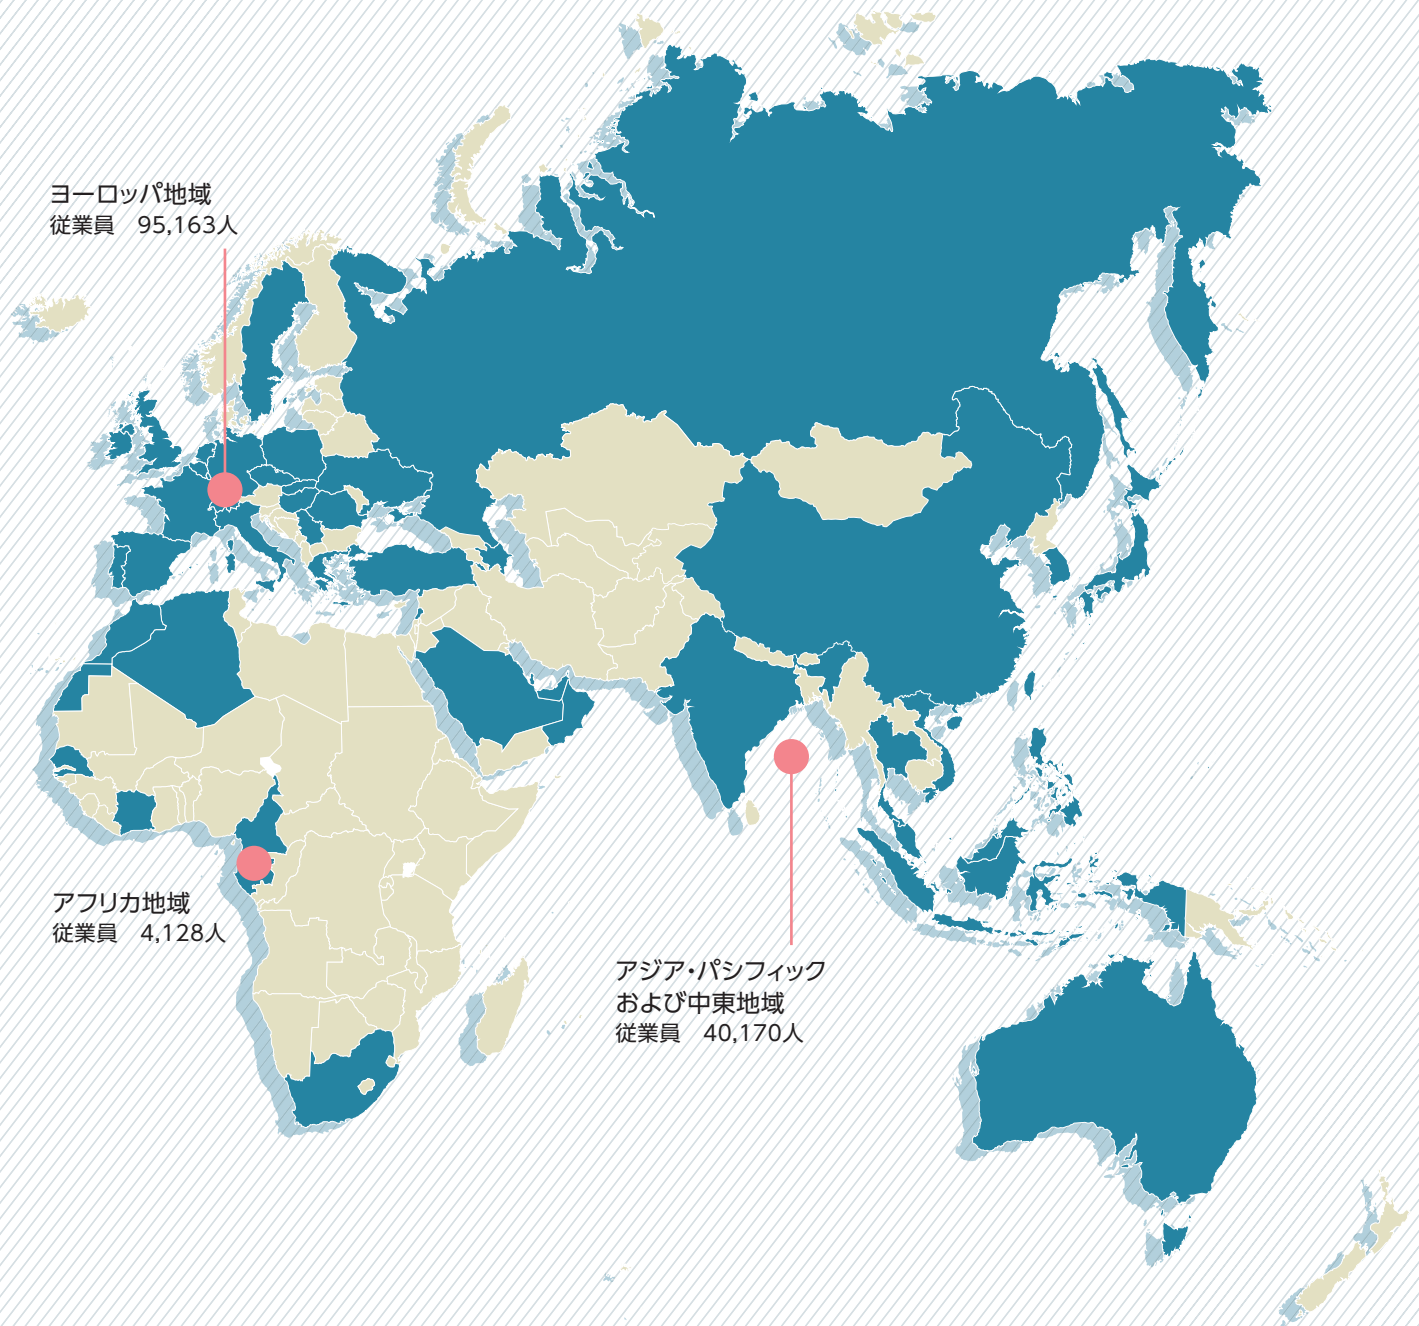 ヨーロッパ地域
従業員　95,163人
アフリカ地域
従業員　4,128人
アジア・パシフィック
および中東地域
従業員　40,170人